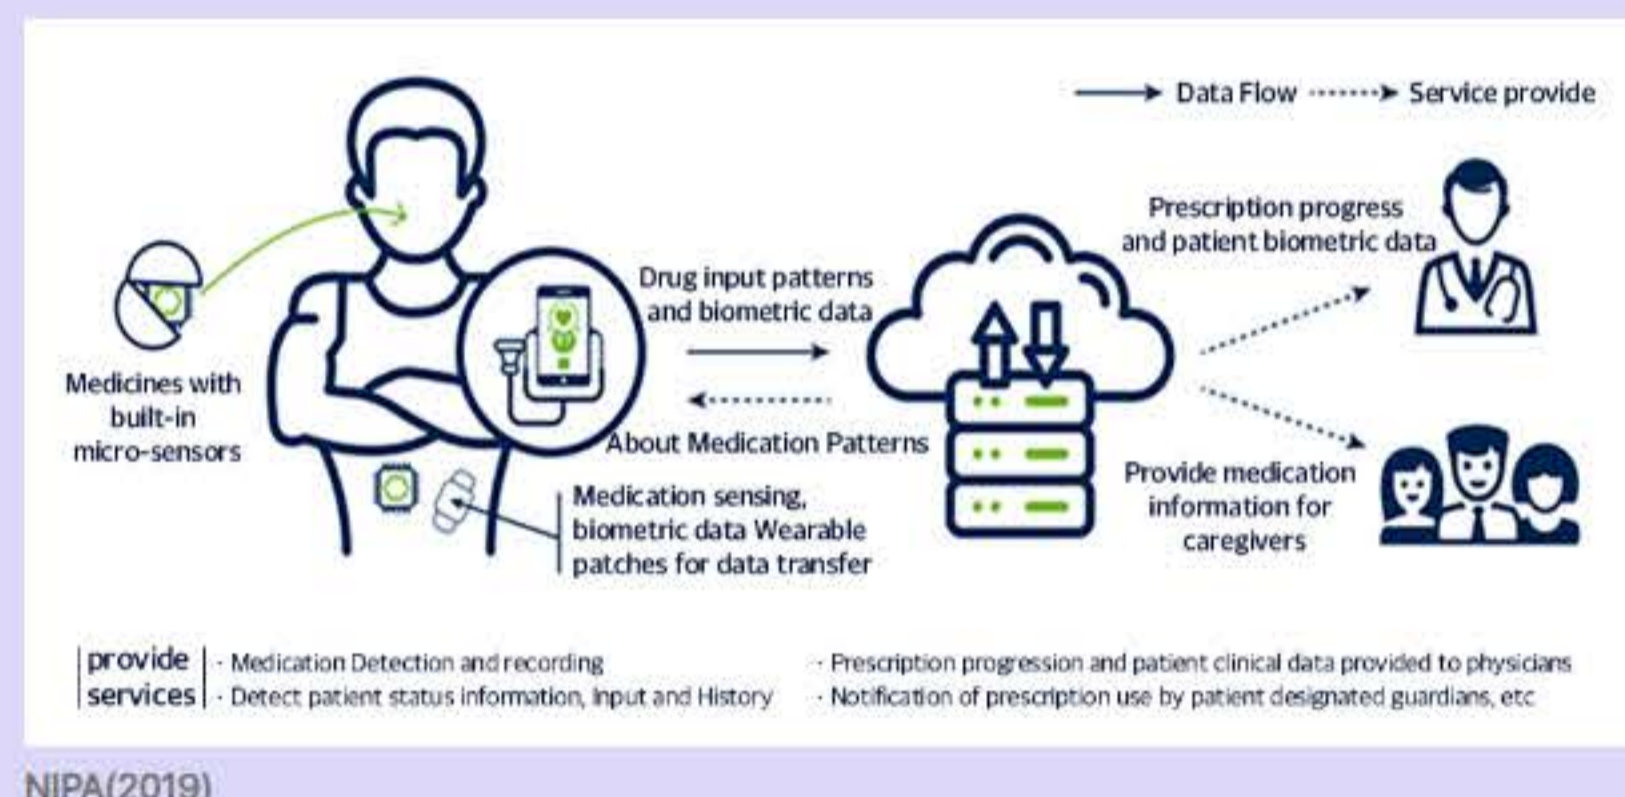 Data Flow
Service provide
Prescription progress
and patient biometric data
Drug input patterns
and biometric data
Medicines with
built-in
micro-sensors
About Medication Patterns
Medication sensing,
biometric data Wearable
patches for data transfer
Provide medication
information for
caregivers
provide
services
· Medication Detection and recording
· Detect patient status information, Input and History
· Prescription progression and patient clinical data provided to physicians
· Notification of prescription use by patient designated guardians, etc
NIPA(2019)